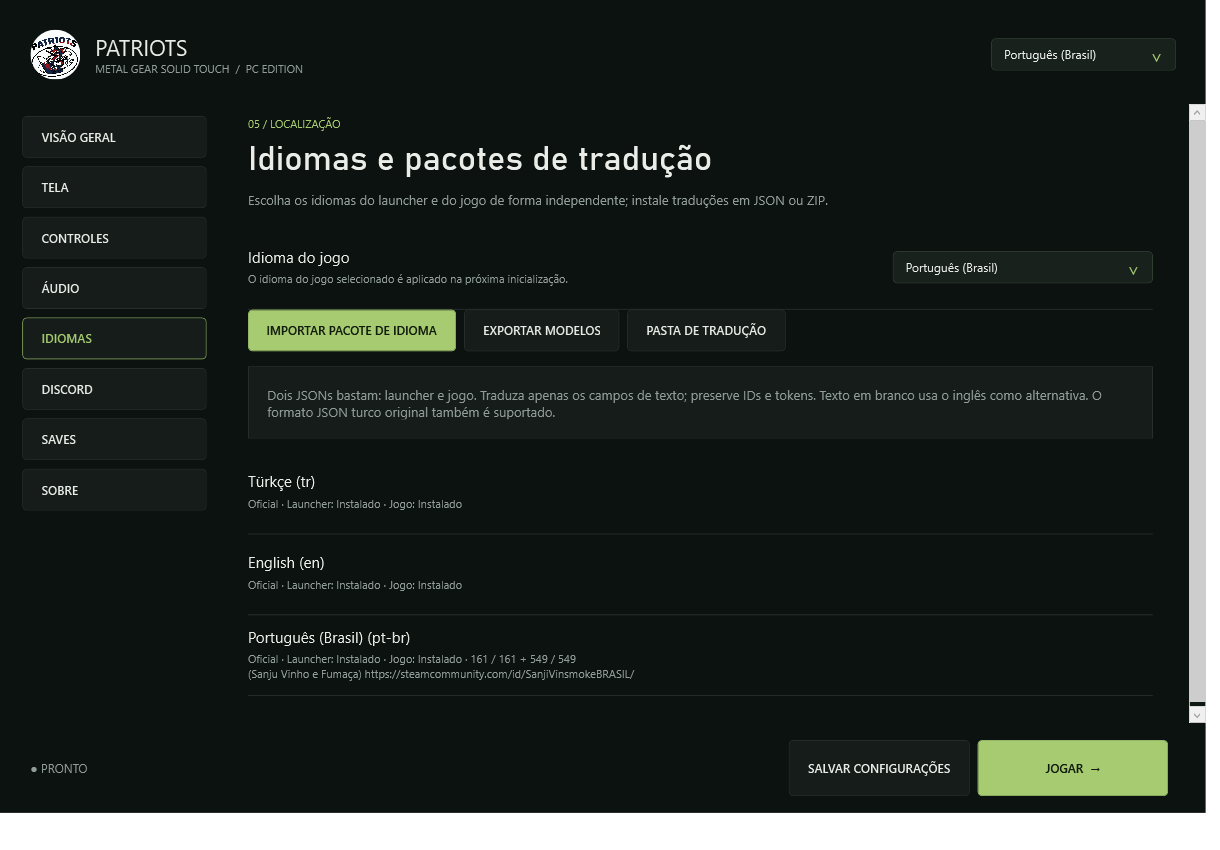 PATRIOTS
PATRIOTS
METAL GEAR SOLID TOUCH / PC EDITION
Português (Brasil)
VISÃO GERAL
TELA
CONTROLES
ÁUDIO
IDIOMAS
DISCORD
SAVES
SOBRE
05 / LOCALIZAÇÃO
Idiomas e pacotes de tradução
Escolha os idiomas do launcher e do jogo de forma independente; instale traduções em JSON ou ZIP.
Idioma do jogo
O idioma do jogo selecionado é aplicado na próxima inicialização.
Português (Brasil)
IMPORTAR PACOTE DE IDIOMA
EXPORTAR MODELOS
PASTA DE TRADUÇÃO
Dois JSONs bastam: launcher e jogo. Traduza apenas os campos de texto; preserve IDs e tokens. Texto em branco usa o inglês como alternativa. O
formato JSON turco original também é suportado.
Türkçe (tr)
Oficial · Launcher: Instalado · Jogo: Instalado
English (en)
Oficial · Launcher: Instalado · Jogo: Instalado
Português (Brasil) (pt-br)
Oficial · Launcher: Instalado · Jogo: Instalado · 161 / 161 + 549 / 549
(Sanju Vinho e Fumaça) https://steamcommunity.com/id/SanjiVinsmokeBRASIL/
● PRONTO
SALVAR CONFIGURAÇÕES
JOGAR →